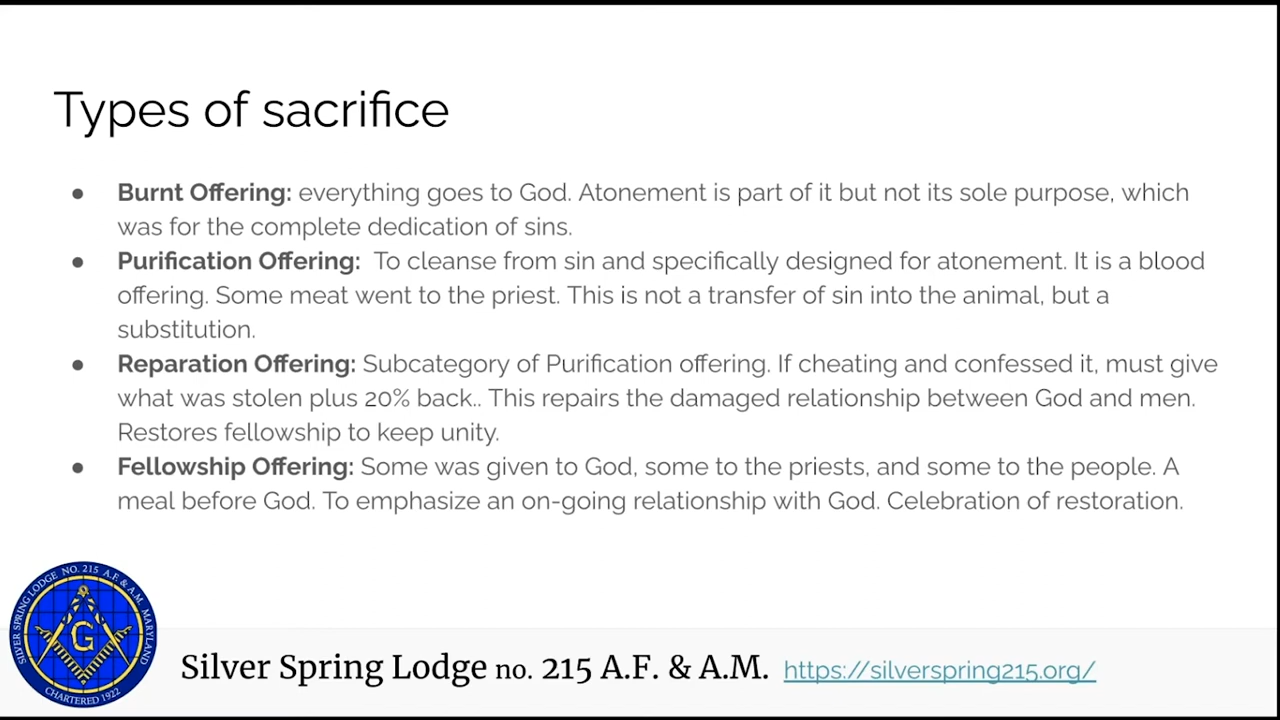 Types of sacrifice
● Burnt Offering: everything goes to God. Atonement is part of it but not its sole purpose, which
was for the complete dedication of sins.
● Purification Offering:  To cleanse from sin and specifically designed for atonement. It is a blood
offering. Some meat went to the priest. This is not a transfer of sin into the animal, but a
substitution.
● Reparation Offering: Subcategory of Purification offering. If cheating and confessed it, must give
what was stolen plus 20% back.. This repairs the damaged relationship between God and men.
Restores fellowship to keep unity.
● Fellowship Offering: Some was given to God, some to the priests, and some to the people. A
meal before God. To emphasize an on-going relationship with God. Celebration of restoration.
SILVER SPRING LODGE NO. 215 A.F. & A.M. MARYLAND
G
CHARTERED 1922
Silver Spring Lodge no. 215 A.F. & A.M. https://silverspring215.org/